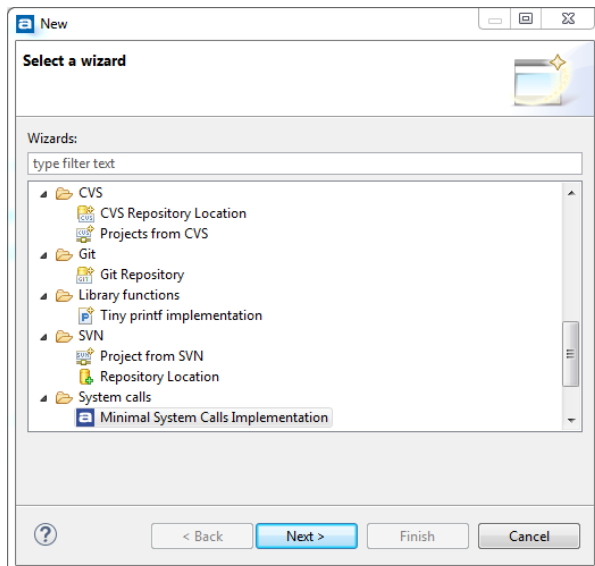 New
Select a wizard
Wizards:
type filter text
CVS
CVS Repository Location
Projects from CVS
Git
Git Repository
Library functions
Tiny printf implementation
SVN
Project from SVN
Repository Location
System calls
Minimal System Calls Implementation
< Back Next > Finish Cancel